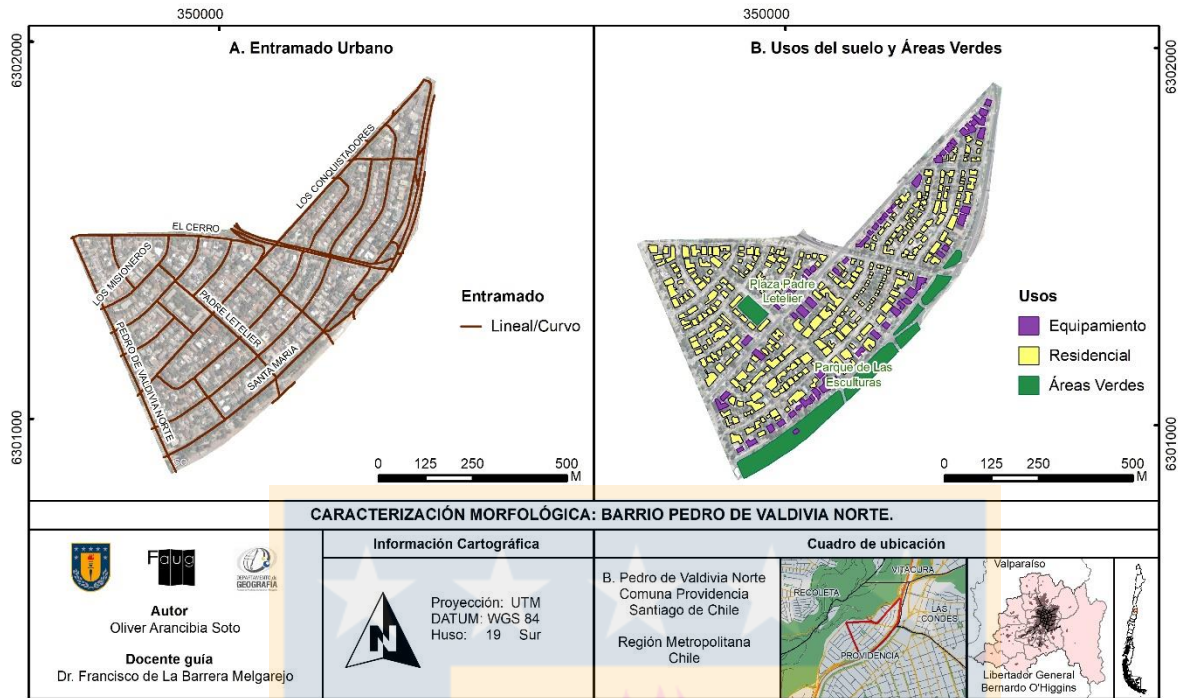 350000
350000
6302000
6302000
A. Entramado Urbano
B. Usos del suelo y Áreas Verdes
LOS CONQUISTADORES
EL CERRO
LOS MISIONEROS
PADRE LETELIER
PEDRO DE VALDIVIA NORTE
SANTA MARIA
Entramado
Lineal/Curvo
Plaza Padre
Letelier
Parque de Las
Esculturas
Usos
Equipamiento
Residencial
Áreas Verdes
6301000
6301000
0 125 250 500
M
0 125 250 500
M
CARACTERIZACIÓN MORFOLÓGICA: BARRIO PEDRO DE VALDIVIA NORTE.
Faug
DEPARTAMENTO de
GEOGRAFÍA
Autor
Oliver Arancibia Soto
Docente guía
Dr. Francisco de La Barrera Melgarejo
Información Cartográfica
N
Proyección: UTM
DATUM: WGS 84
Huso: 19 Sur
Cuadro de ubicación
B. Pedro de Valdivia Norte
Comuna Providencia
Santiago de Chile
Región Metropolitana
Chile
VITACURA
RECOLETA
LAS
CONDES
PROVIDENCIA
Valparaíso
Libertador General
Bernardo O'Higgins